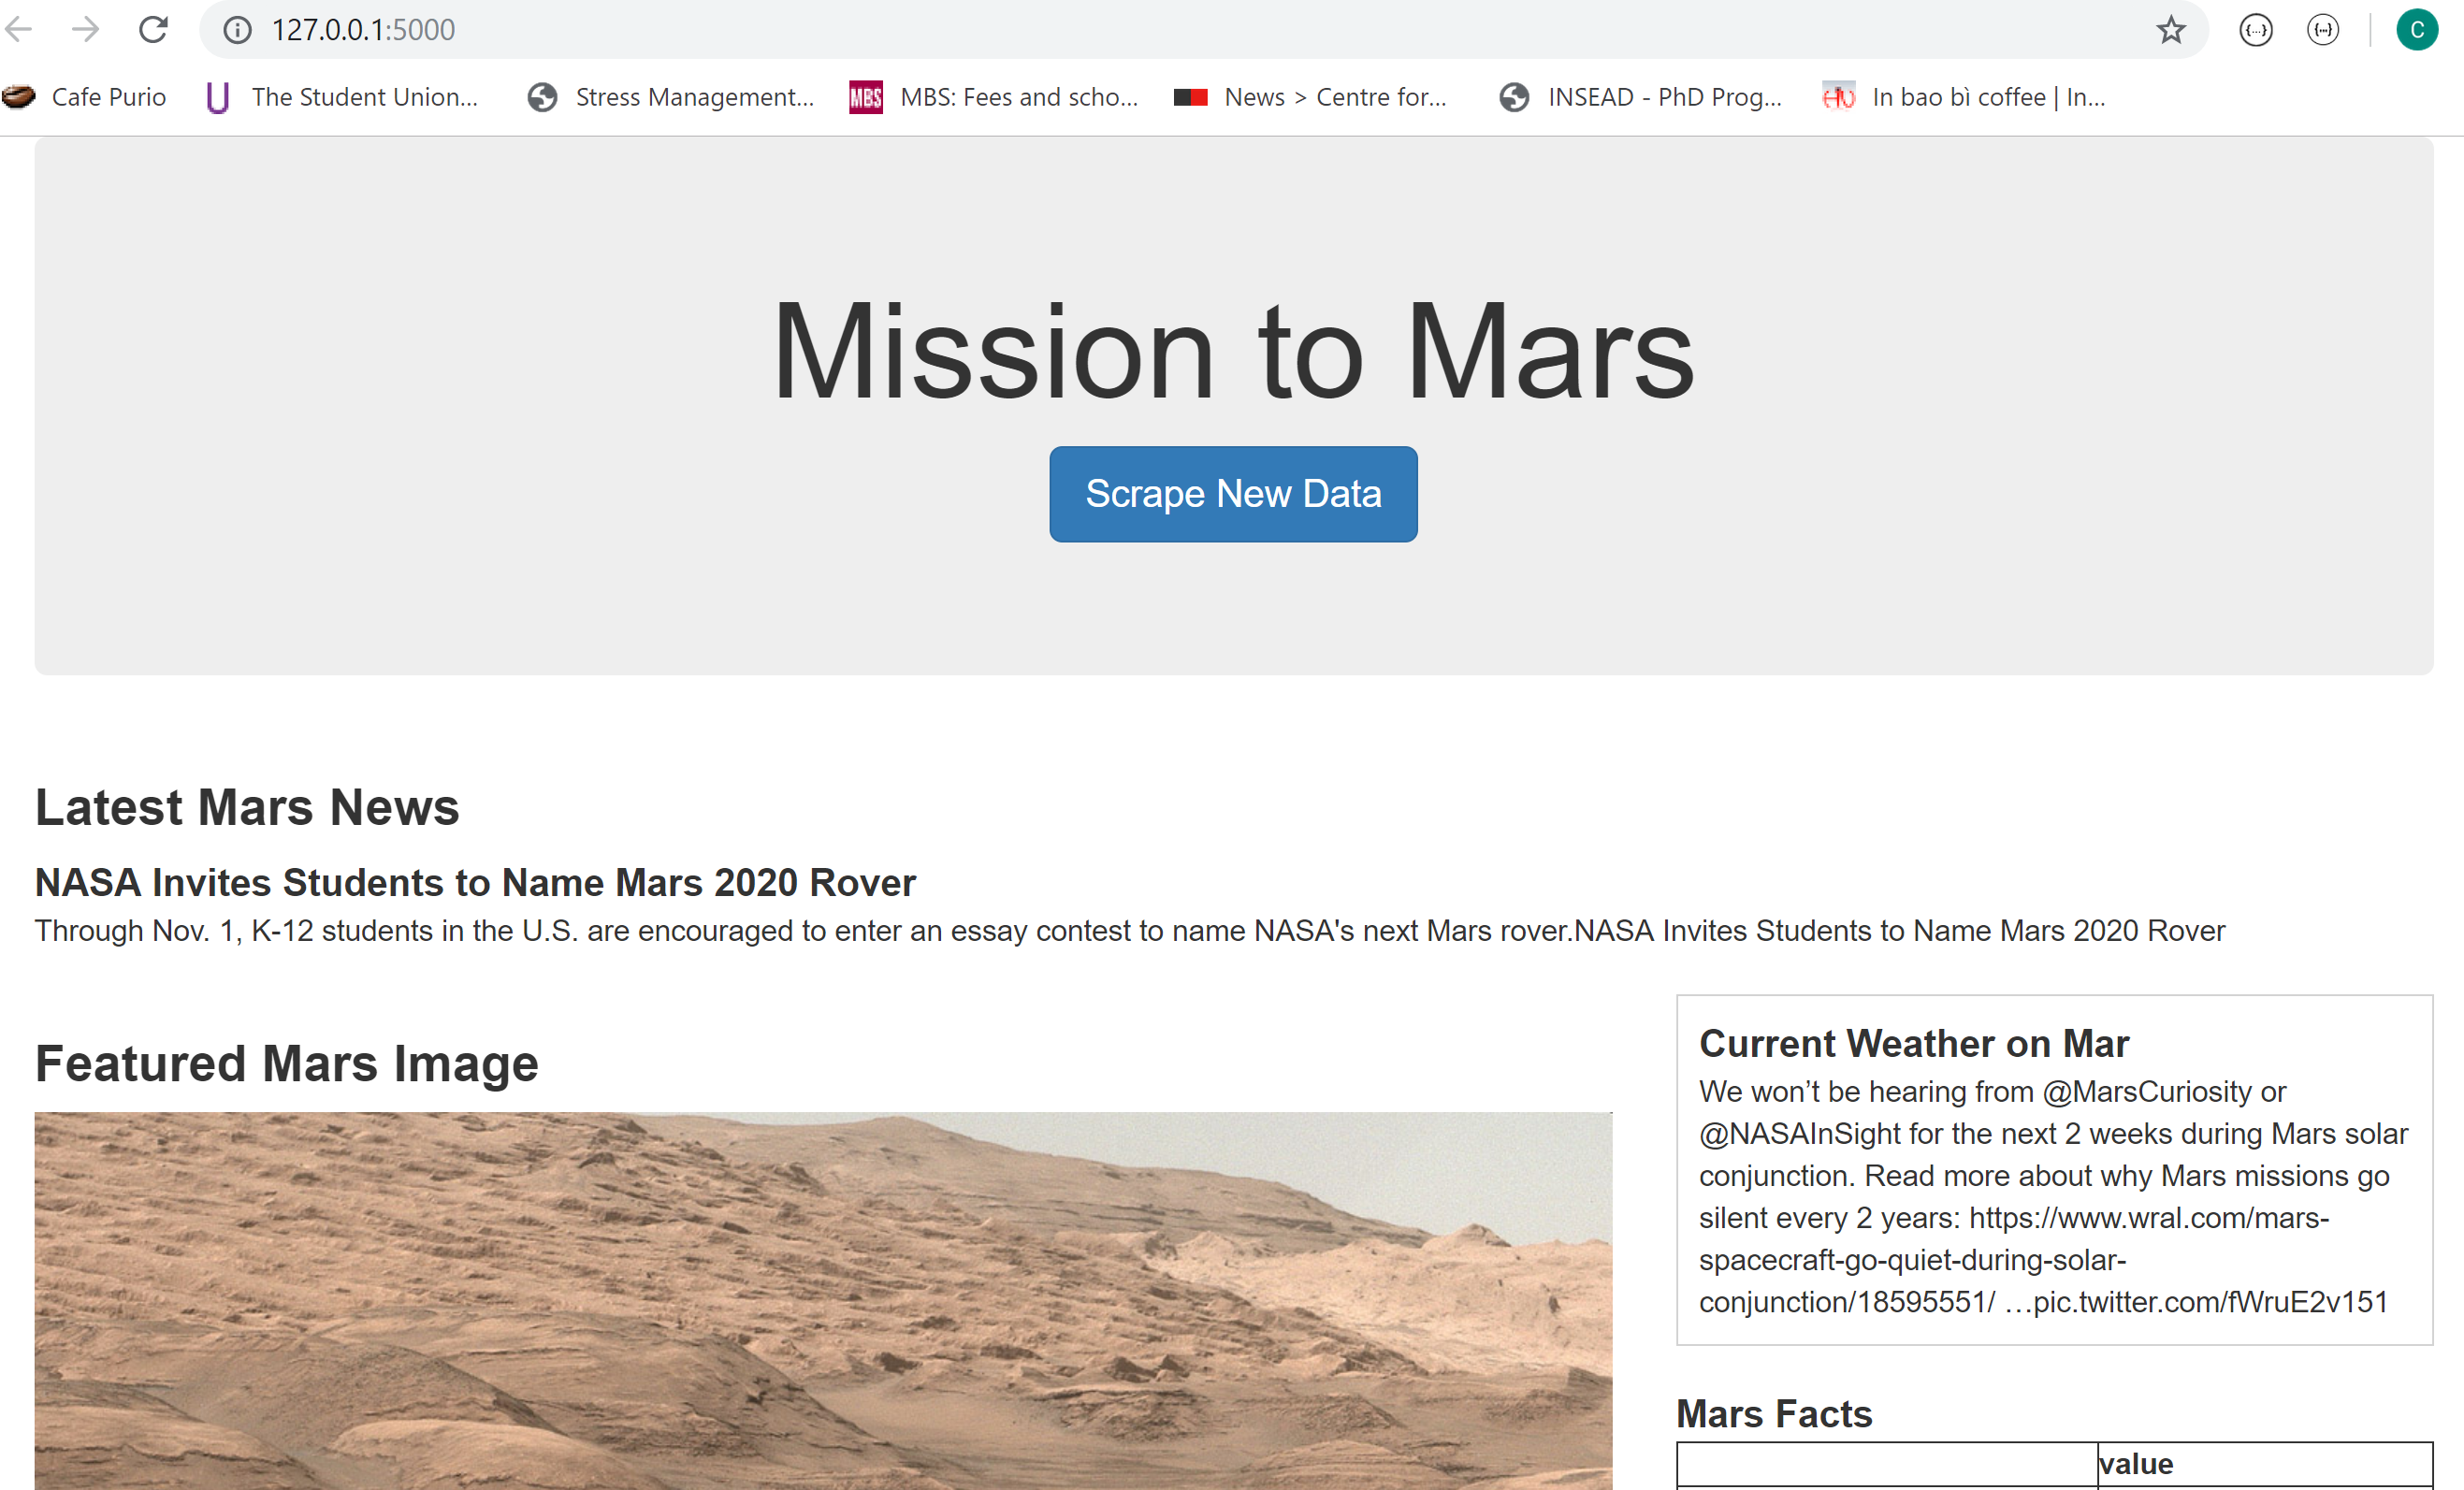 127.0.0.1:5000
{...}
{...}
C
Cafe Purio
The Student Union...
Stress Management...
MBS
MBS: Fees and scho...
News > Centre for...
INSEAD - PhD Prog...
In bao bì coffee | In...
Mission to Mars
Scrape New Data
Latest Mars News
NASA Invites Students to Name Mars 2020 Rover
Through Nov. 1, K-12 students in the U.S. are encouraged to enter an essay contest to name NASA's next Mars rover.NASA Invites Students to Name Mars 2020 Rover
Featured Mars Image
Current Weather on Mar
We won’t be hearing from @MarsCuriosity or
@NASAInSight for the next 2 weeks during Mars solar
conjunction. Read more about why Mars missions go
silent every 2 years: https://www.wral.com/mars-
spacecraft-go-quiet-during-solar-
conjunction/18595551/ …pic.twitter.com/fWruE2v151
Mars Facts
value